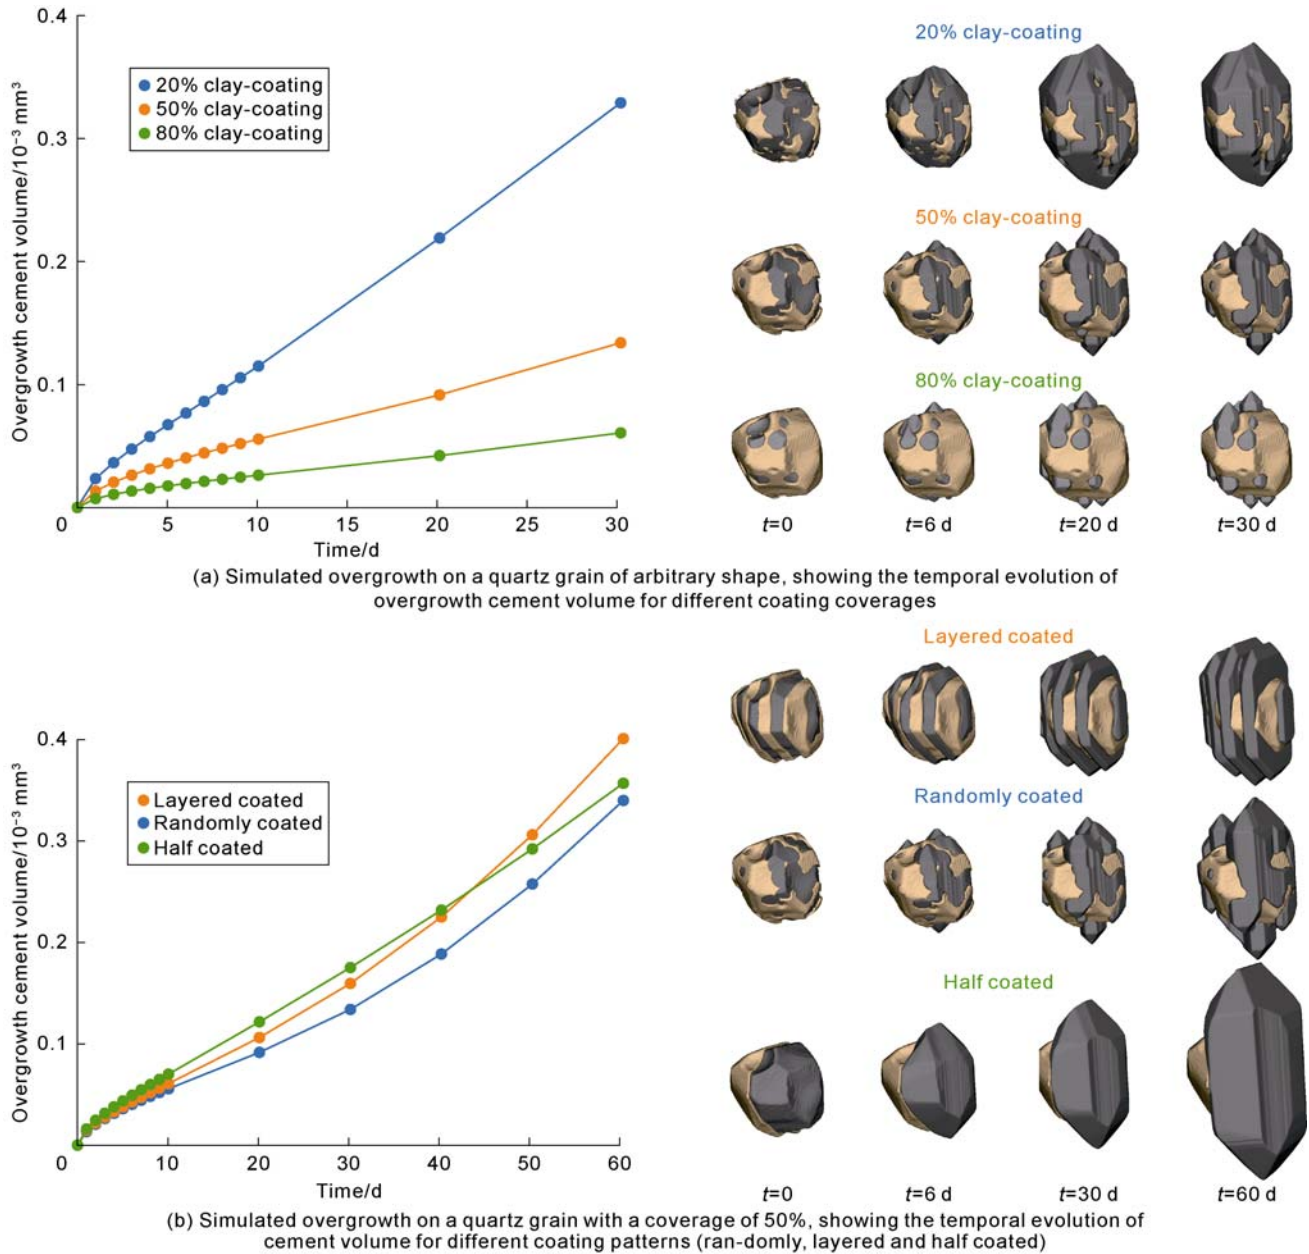 0.4
0.3
0.2
0.1
0
5
10
15
20
25
30
Overgrowth cement volume/10⁻³ mm³
Time/d
20% clay-coating
50% clay-coating
80% clay-coating
20% clay-coating
50% clay-coating
80% clay-coating
t=0
t=6 d
t=20 d
t=30 d
(a) Simulated overgrowth on a quartz grain of arbitrary shape, showing the temporal evolution of
overgrowth cement volume for different coating coverages
0.4
0.3
0.2
0.1
0
10
20
30
40
50
60
Overgrowth cement volume/10⁻³ mm³
Time/d
Layered coated
Randomly coated
Half coated
Layered coated
Randomly coated
Half coated
t=0
t=6 d
t=30 d
t=60 d
(b) Simulated overgrowth on a quartz grain with a coverage of 50%, showing the temporal evolution of
cement volume for different coating patterns (ran-domly, layered and half coated)